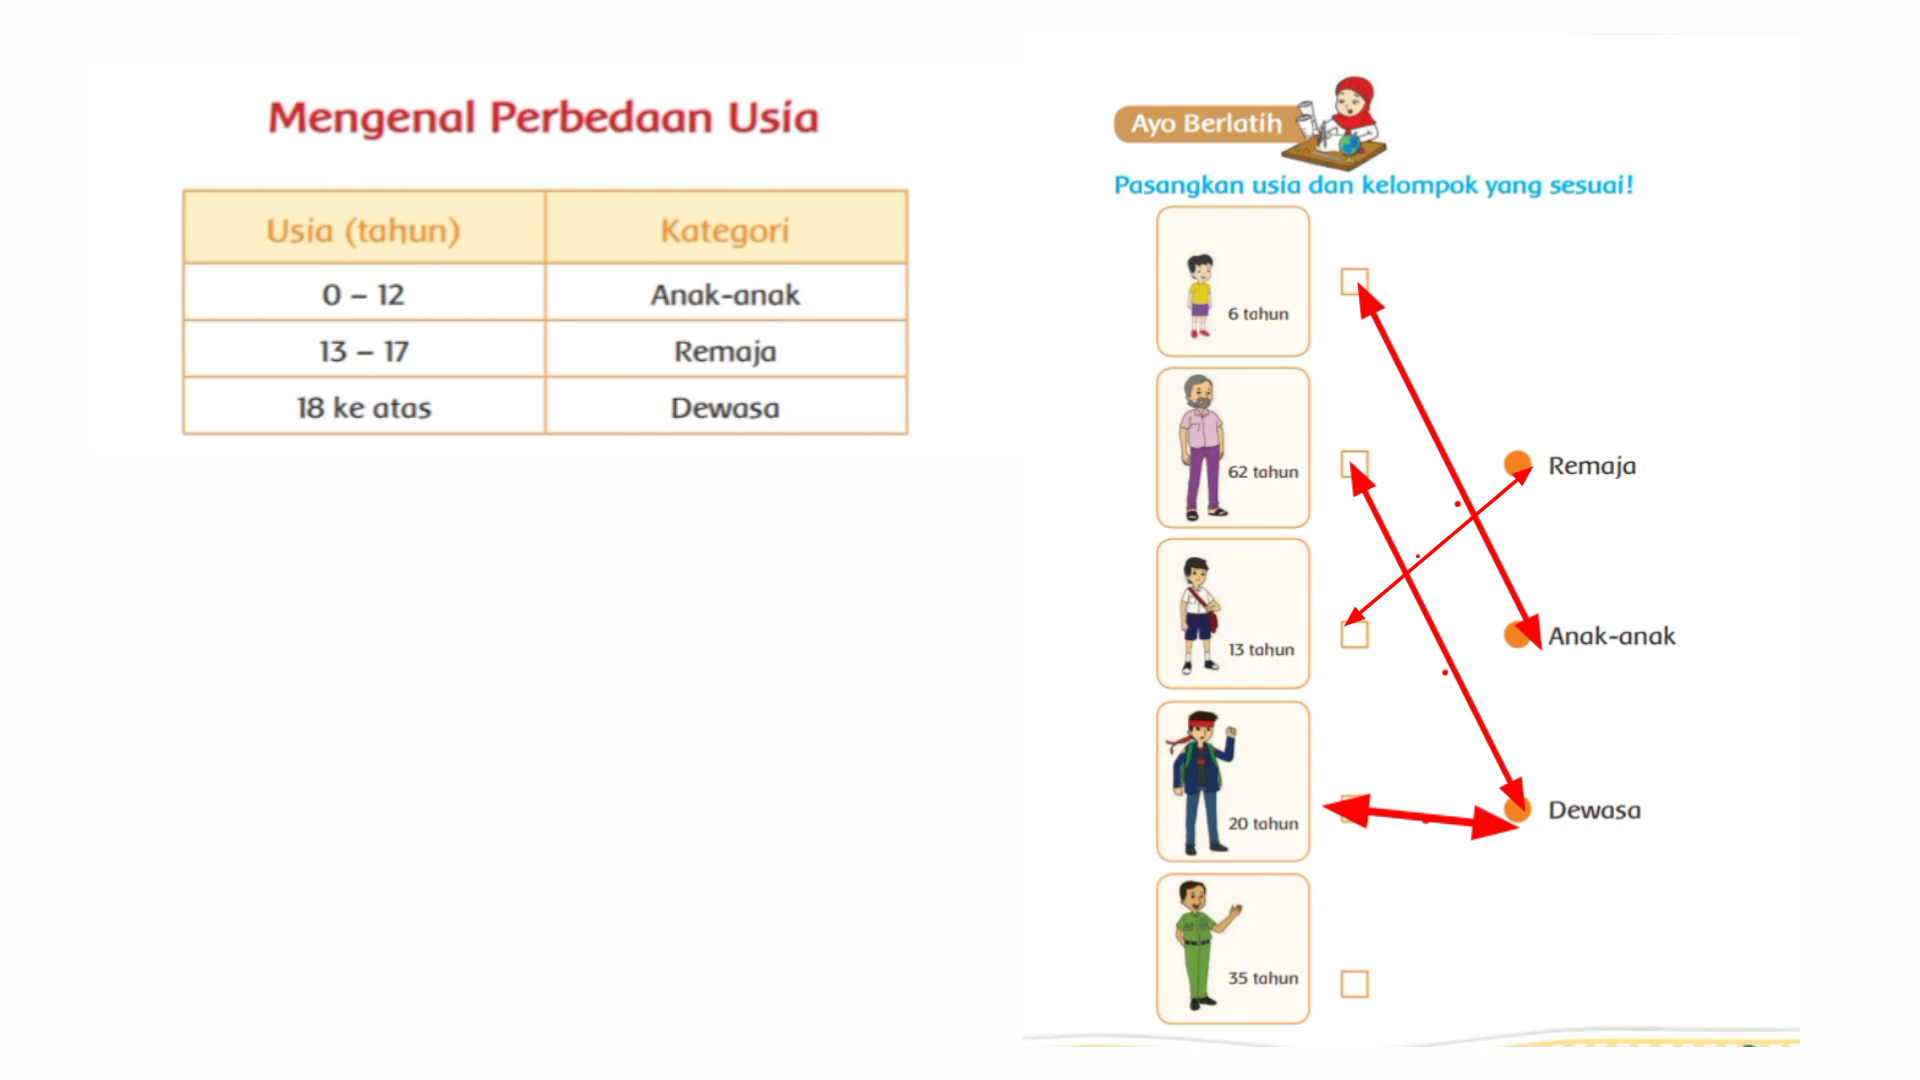 Mengenal Perbedaan Usia
Usia (tahun) Kategori
0 – 12 Anak-anak
13 – 17 Remaja
18 ke atas Dewasa
Ayo Berlatih
Pasangkan usia dan kelompok yang sesuai!
6 tahun
62 tahun
Remaja
13 tahun
Anak-anak
20 tahun
Dewasa
35 tahun